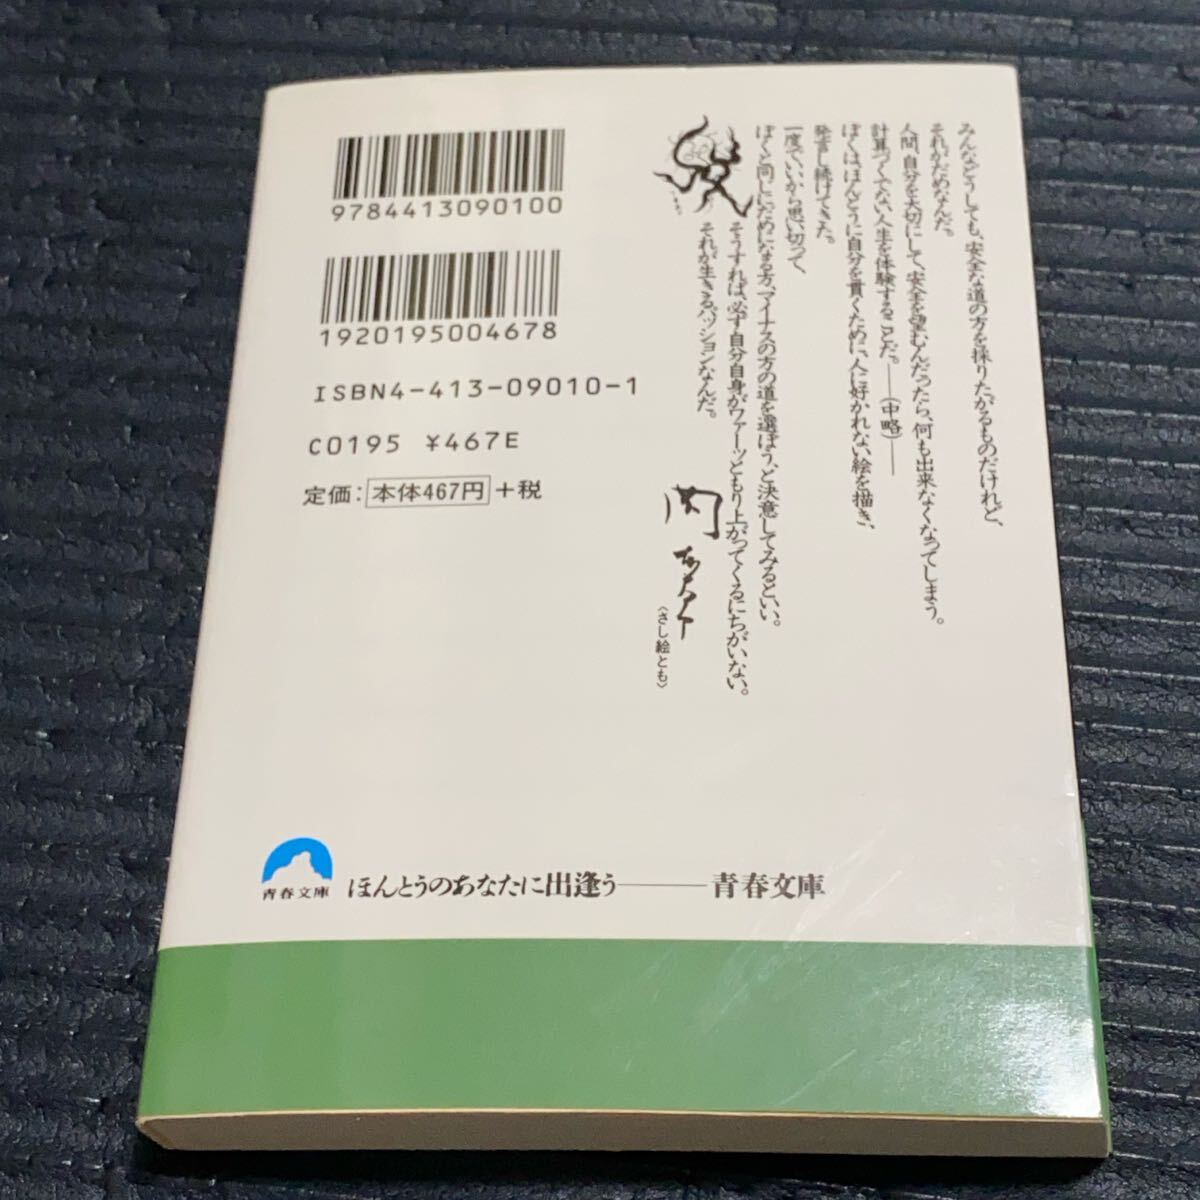 みんなどうしても、安全な道の方を採りたがるものだけれど、
それがだめなんだ。
人間、自分を大切にして、安全を望むんだったら、何も出来なくなってしまう。
計算づくでない人生を体験することだ。――(中略)――
ぼくは、ほんとうに自分を貫くために、人に好かれない絵を描き、
発言し続けてきた。
一度でいいから思い切って、
ぼくと同じにだめになる方、マイナスの方の道を選ぼう、と決意してみるといい。
そうすれば、必ず自分自身がワァーッともり上がってくるにちがいない。
それが生きるパッションなんだ。
〈さし絵とも〉
9784413090100
1920195004678
ISBN4-413-09010-1
C0195 ¥467E
定価:本体467円+税
青春文庫
ほんとうのあなたに出逢う――青春文庫